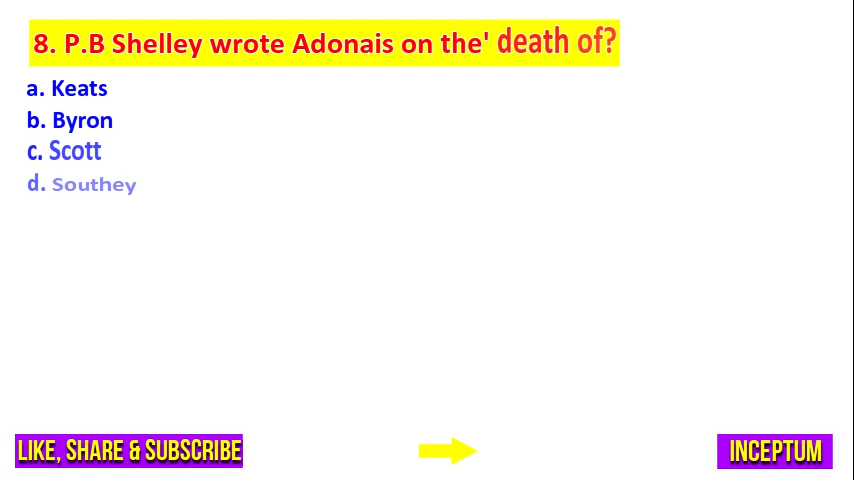 8. P.B Shelley wrote Adonais on the' death of?
a. Keats
b. Byron
c. Scott
d. Southey
LIKE, SHARE & SUBSCRIBE
INCEPTUM